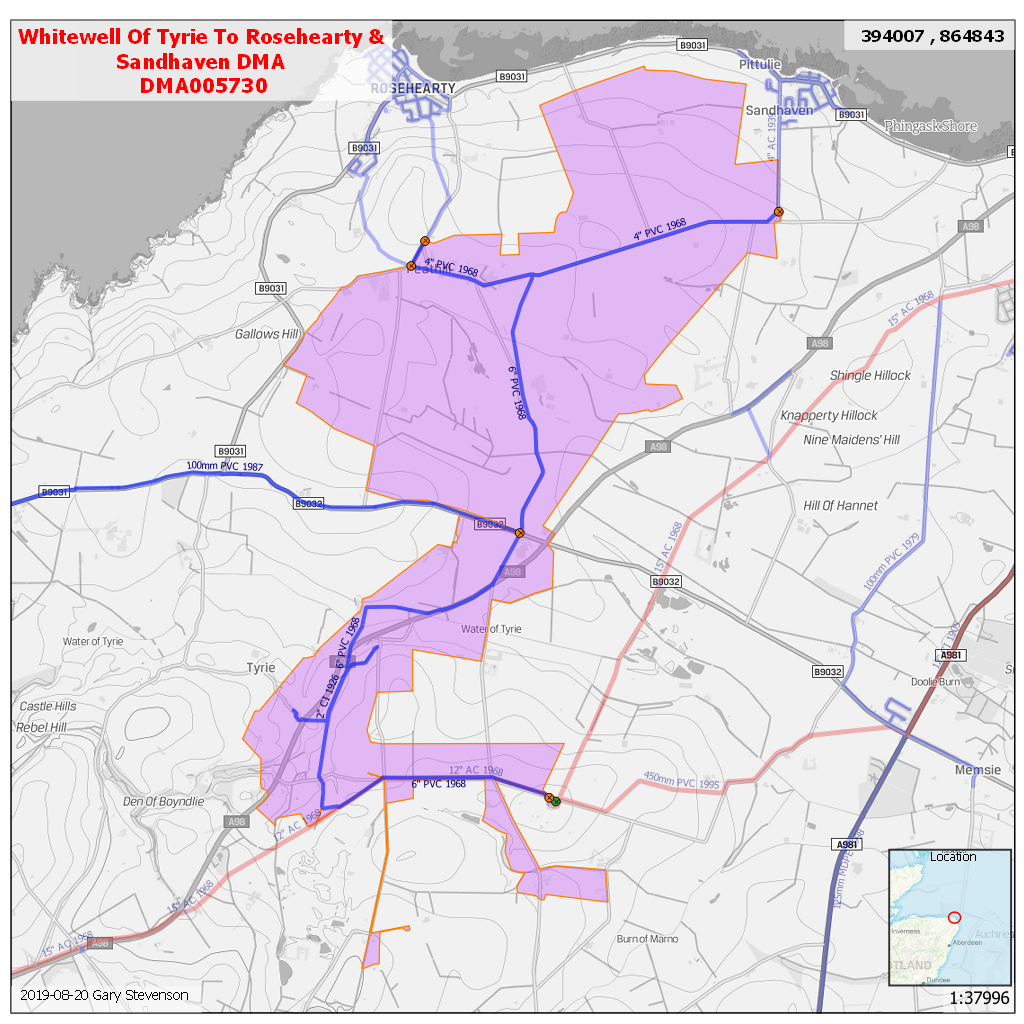 Whitewell Of Tyrie To Rosehearty &
Sandhaven DMA
DMA005730
394007 , 864843
B9031
Pittulie
B9031
ROSEHEARTY
Sandhaven
B9031
Phingask Shore
4" AC 1939
B9031
A98
4" PVC 1968
4" PVC 1968
B9031
15" AC 1968
Gallows Hill
A98
6" PVC 1968
Shingle Hillock
Knapperty Hillock
Nine Maidens' Hill
A98
B9031
100mm PVC 1987
B9031
B9032
Hill Of Hannet
B9032
15" AC 1968
100mm PVC 1979
A98
B9032
Water of Tyrie
Water of Tyrie
6" PVC 1968
A981
Tyrie
B9032
Doolie Burn
2" CI 1926
Castle Hills
Rebel Hill
12" AC 1968
6" PVC 1968
450mm PVC 1995
Memsie
Den Of Boyndlie
A98
12" AC 1968
A981
Location
15" AC 1968
Inverness
Aberdeen
Auchiries
Dundee
15" AC 1968
A98
Burn of Marno
2019-08-20 Gary Stevenson
1:37996